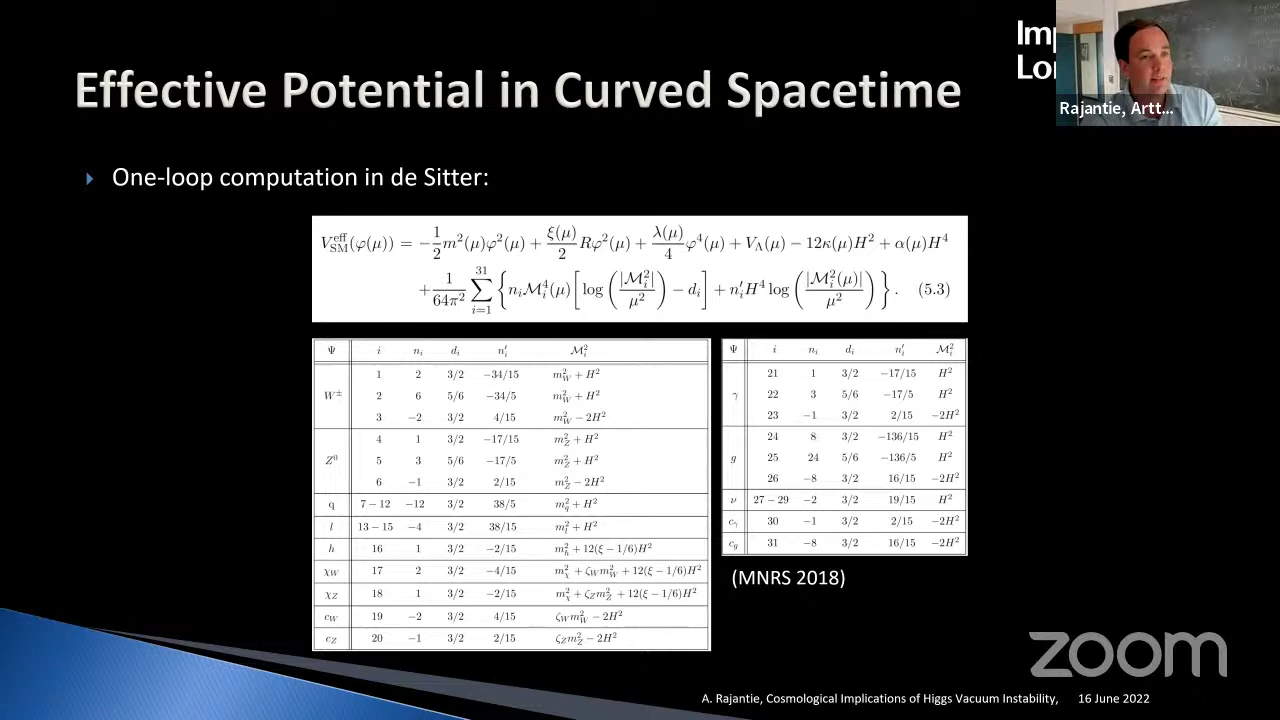 Imp
Lon
Rajantie, Artt...
Effective Potential in Curved Spacetime
One-loop computation in de Sitter:
V_SM^eff(φ(μ)) = −1/2 m²(μ)φ²(μ) + ξ(μ)/2 Rφ²(μ) + λ(μ)/4 φ⁴(μ) + V_Λ(μ) − 12κ(μ)H² + α(μ)H⁴
+ 1/64π² Σ_{i=1}^{31} { n_i M_i⁴(μ) [ log ( |M_i²| / μ² ) − d_i ] + n′_i H⁴ log ( |M_i²(μ)| / μ² ) } . (5.3)
Ψ i n_i d_i n′_i M_i²
W± 1 2 3/2 −34/15 m_W² + H²
2 6 5/6 −34/5 m_W² + H²
3 −2 3/2 4/15 m_W² − 2H²
Z⁰ 4 1 3/2 −17/15 m_Z² + H²
5 3 5/6 −17/5 m_Z² + H²
6 −1 3/2 2/15 m_Z² − 2H²
q 7 − 12 −12 3/2 38/5 m_q² + H²
l 13 − 15 −4 3/2 38/15 m_l² + H²
h 16 1 3/2 −2/15 m_h² + 12(ξ − 1/6)H²
χ_W 17 2 3/2 −4/15 m_χ² + ζ_W m_W² + 12(ξ − 1/6)H²
χ_Z 18 1 3/2 −2/15 m_χ² + ζ_Z m_Z² + 12(ξ − 1/6)H²
c_W 19 −2 3/2 4/15 ζ_W m_W² − 2H²
c_Z 20 −1 3/2 2/15 ζ_Z m_Z² − 2H²
Ψ i n_i d_i n′_i M_i²
γ 21 1 3/2 −17/15 H²
22 3 5/6 −17/5 H²
23 −1 3/2 2/15 −2H²
g 24 8 3/2 −136/15 H²
25 24 5/6 −136/5 H²
26 −8 3/2 16/15 −2H²
ν 27 − 29 −2 3/2 19/15 H²
c_γ 30 −1 3/2 2/15 −2H²
c_g 31 −8 3/2 16/15 −2H²
(MNRS 2018)
zoom
A. Rajantie, Cosmological Implications of Higgs Vacuum Instability, 16 June 2022